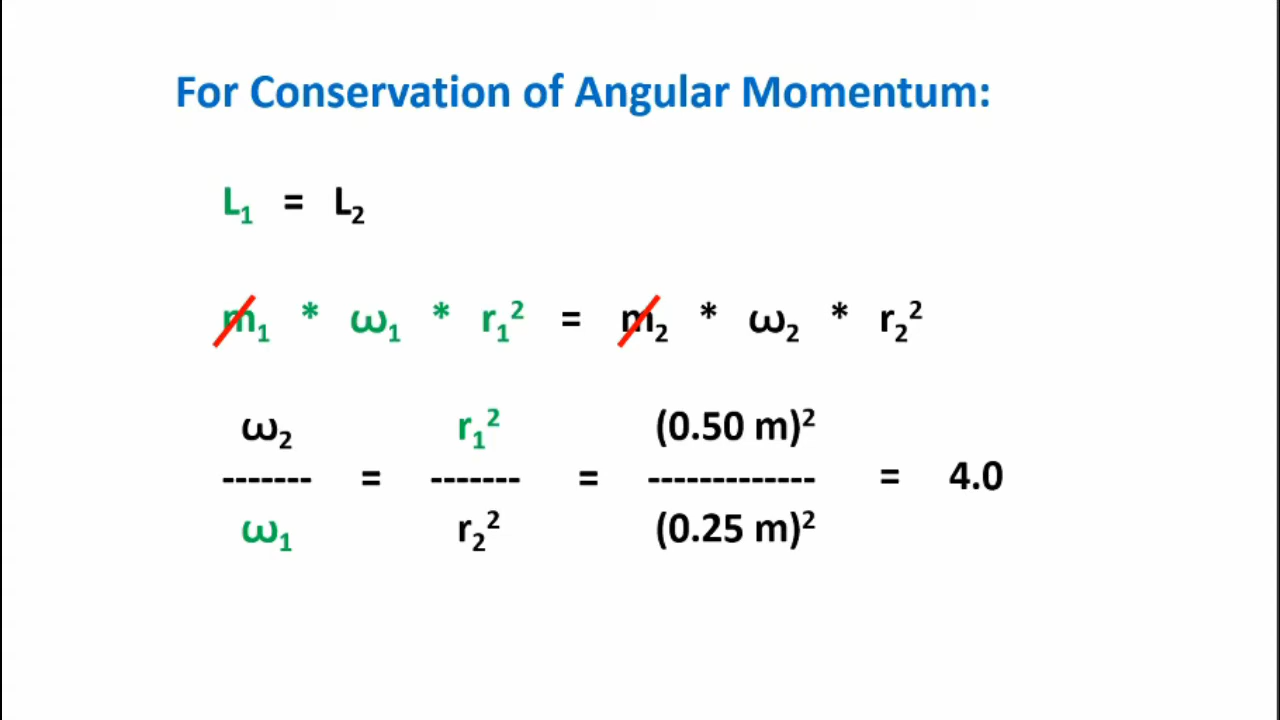 For Conservation of Angular Momentum:
L₁ = L₂
m₁ * ω₁ * r₁² = m₂ * ω₂ * r₂²
ω₂ r₁² (0.50 m)²
------- = ------- = ------------- = 4.0
ω₁ r₂² (0.25 m)²